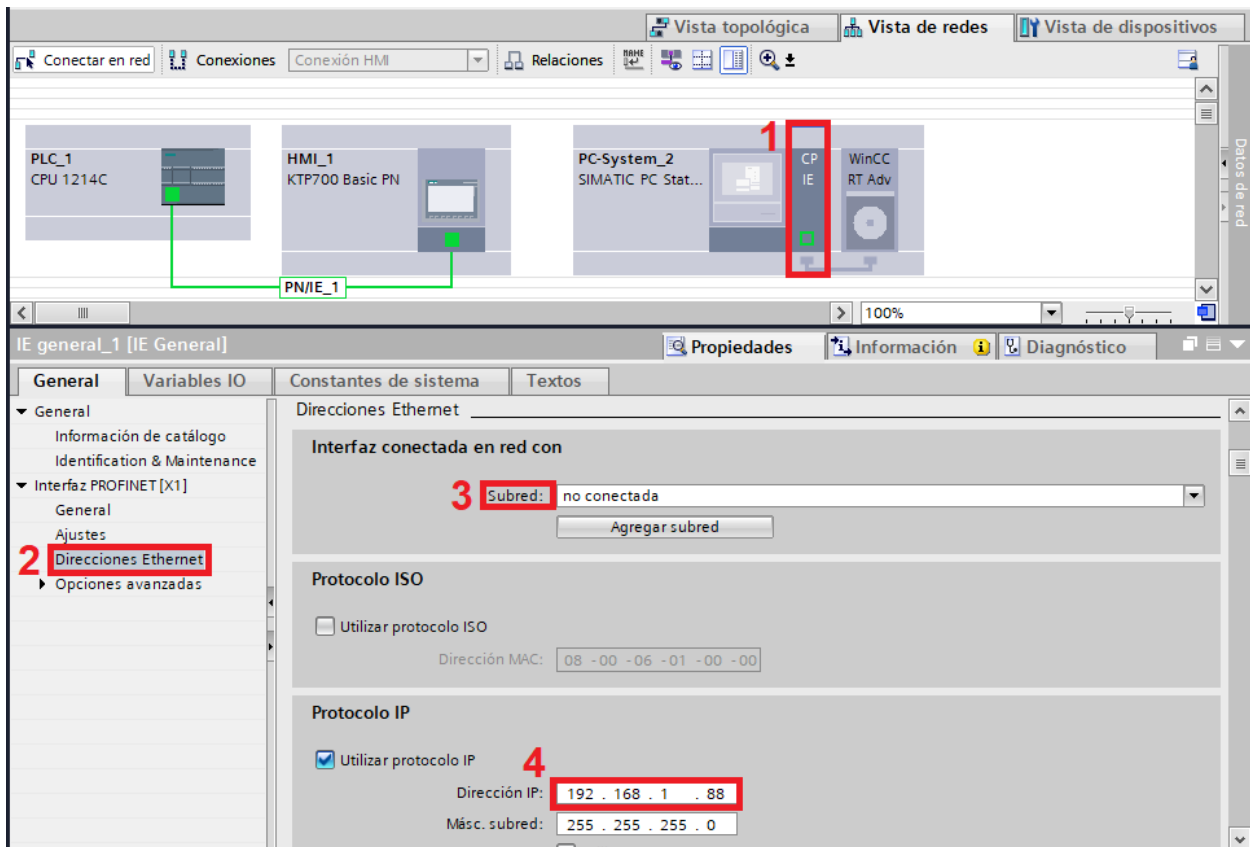 Vista topológica Vista de redes Vista de dispositivos
Conectar en red Conexiones Conexión HMI Relaciones
NAME
1
PLC_1
CPU 1214C
HMI_1
KTP700 Basic PN
PC-System_2
SIMATIC PC Stat...
CP
IE
WinCC
RT Adv
PN/IE_1
Datos de red
100%
IE general_1 [IE General]
Propiedades Información Diagnóstico
General Variables IO Constantes de sistema Textos
General
Información de catálogo
Identification & Maintenance
Interfaz PROFINET [X1]
General
Ajustes
2 Direcciones Ethernet
Opciones avanzadas
Direcciones Ethernet
Interfaz conectada en red con
3 Subred: no conectada
Agregar subred
Protocolo ISO
Utilizar protocolo ISO
Dirección MAC: 08 -00 -06 -01 -00 -00
Protocolo IP
Utilizar protocolo IP
4
Dirección IP: 192 . 168 . 1 . 88
Másc. subred: 255 . 255 . 255 . 0